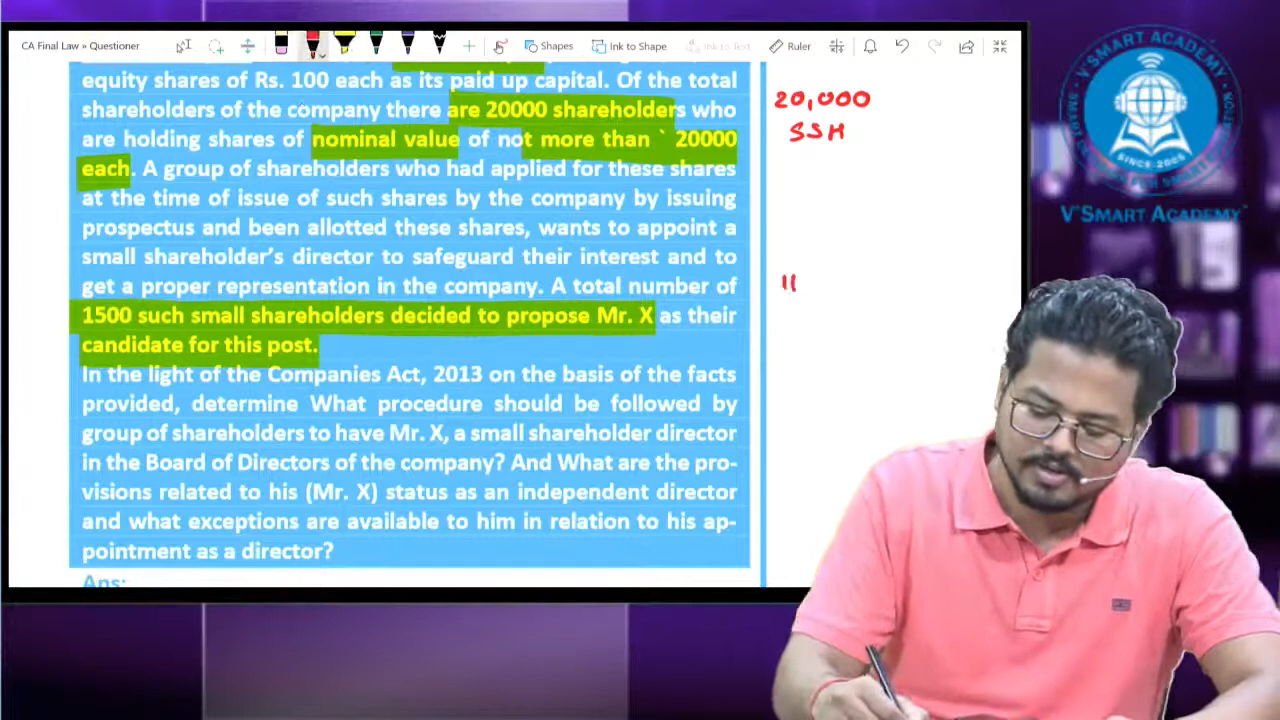 CA Final Law » Questioner
Shapes
Ink to Shape
Ink to Text
Ruler
equity shares of Rs. 100 each as its paid up capital. Of the total
shareholders of the company there are 20000 shareholders who
are holding shares of nominal value of not more than ` 20000
each. A group of shareholders who had applied for these shares
at the time of issue of such shares by the company by issuing
prospectus and been allotted these shares, wants to appoint a
small shareholder’s director to safeguard their interest and to
get a proper representation in the company. A total number of
1500 such small shareholders decided to propose Mr. X as their
candidate for this post.
In the light of the Companies Act, 2013 on the basis of the facts
provided, determine What procedure should be followed by
group of shareholders to have Mr. X, a small shareholder director
in the Board of Directors of the company? And What are the pro-
visions related to his (Mr. X) status as an independent director
and what exceptions are available to him in relation to his ap-
pointment as a director?
Ans:
20,000
SSH
11
V'SMART ACADEMY
SINCE-2005
V'SMART ACADEMY